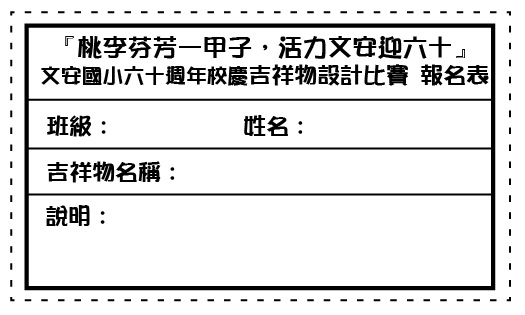 『桃李芬芳一甲子，活力文安迎六十』
文安國小六十週年校慶吉祥物設計比賽 報名表
班級： 姓名：
吉祥物名稱：
說明：